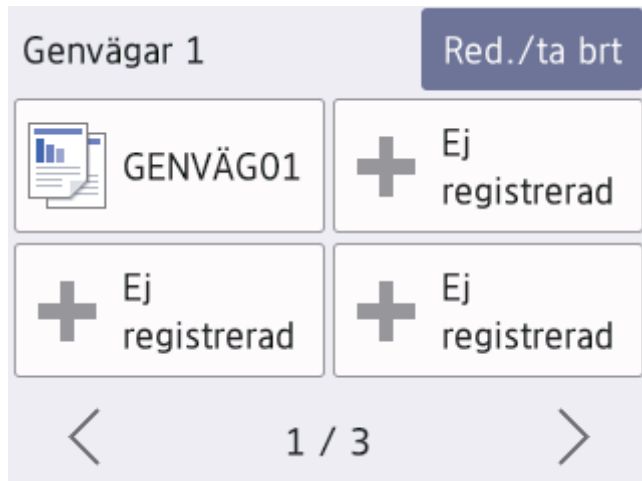 Genvägar 1
Red./ta brt
GENVÄG01
Ej
registrerad
Ej
registrerad
Ej
registrerad
1 / 3